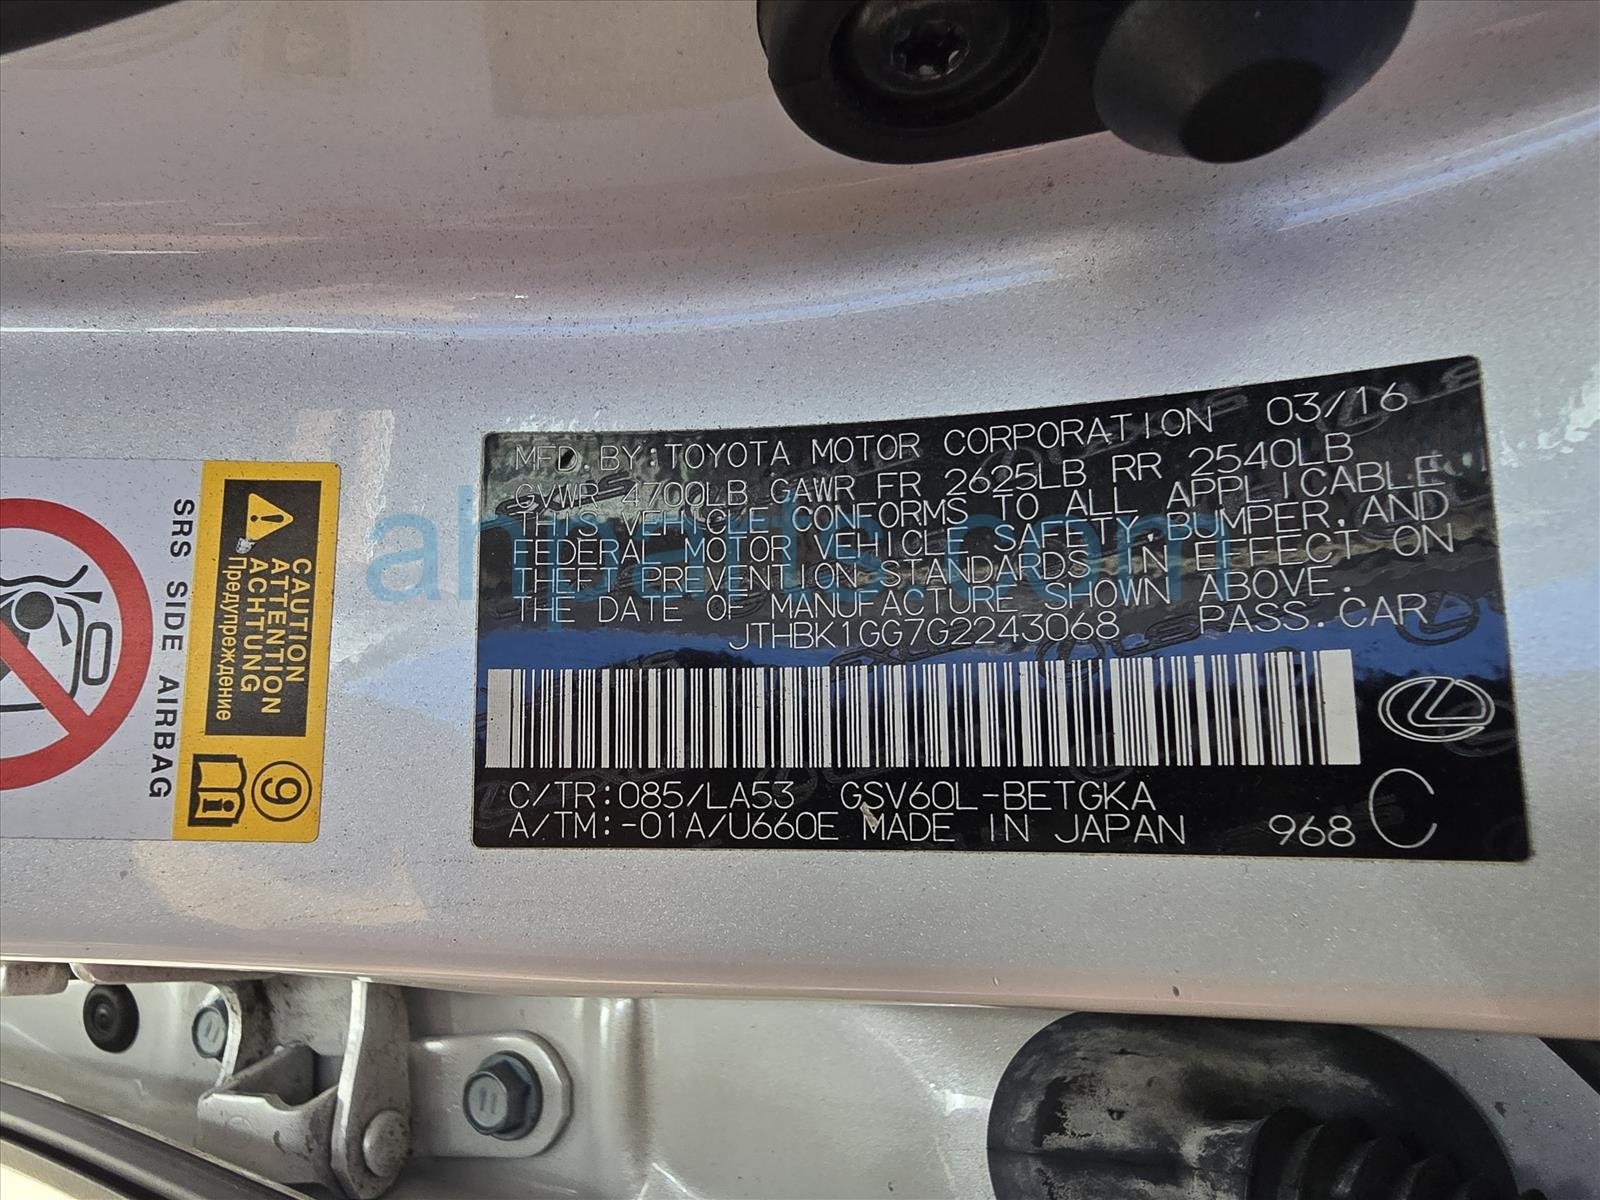 MFD.BY:TOYOTA MOTOR CORPORATION 03/16
GVWR 4700LB GAWR FR 2625LB RR 2540LB
THIS VEHICLE CONFORMS TO ALL APPLICABLE
FEDERAL MOTOR VEHICLE SAFETY,BUMPER,AND
THEFT PREVENTION STANDARDS IN EFFECT ON
THE DATE OF MANUFACTURE SHOWN ABOVE.
JTHBK1GG7G2243068 PASS.CAR
C/TR:085/LA53 GSV60L-BETGKA
A/TM:-01A/U660E MADE IN JAPAN 968 C
CAUTION
ATTENTION
ACHTUNG
Предупреждение
9
i
SRS SIDE AIRBAG
ahparts.com